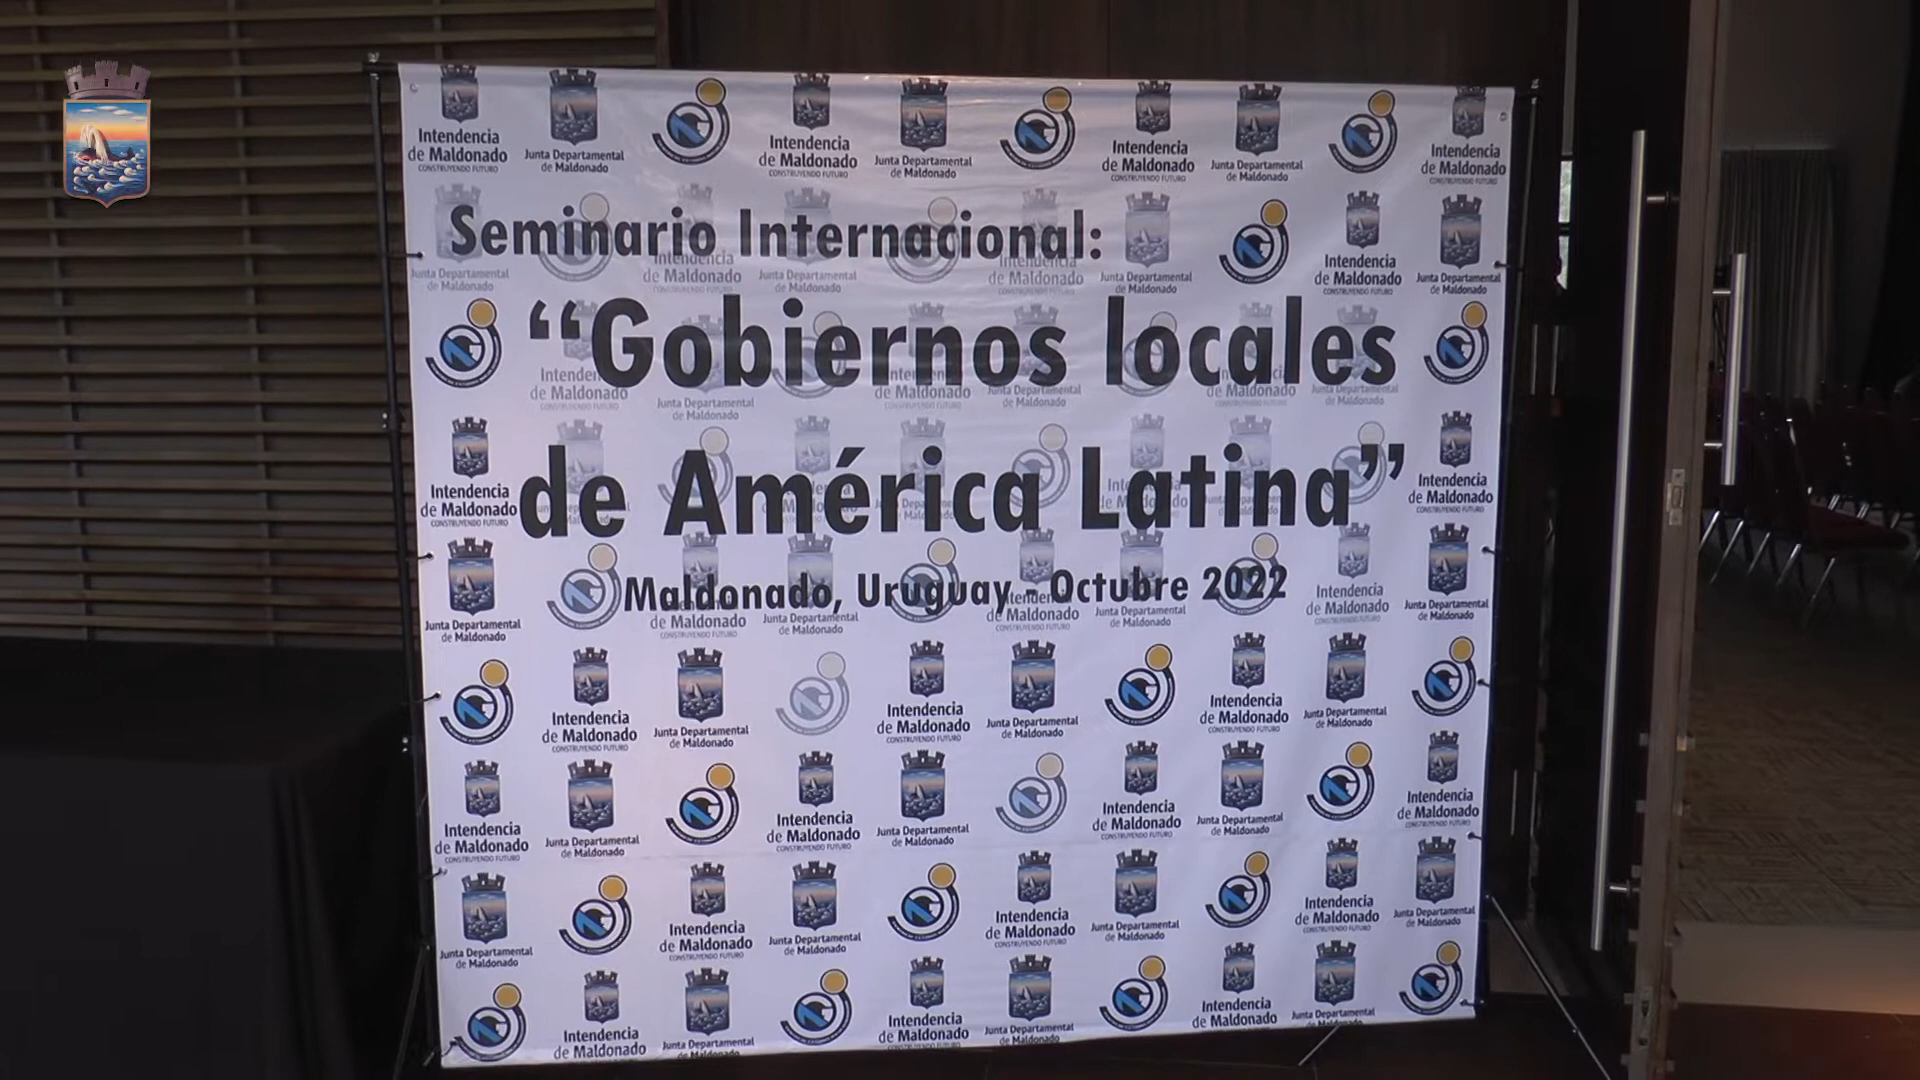 Intendencia
de Maldonado
CONSTRUYENDO FUTURO
Junta Departamental
de Maldonado
Seminario Internacional:
“Gobiernos locales
de América Latina”
Maldonado, Uruguay - Octubre 2022